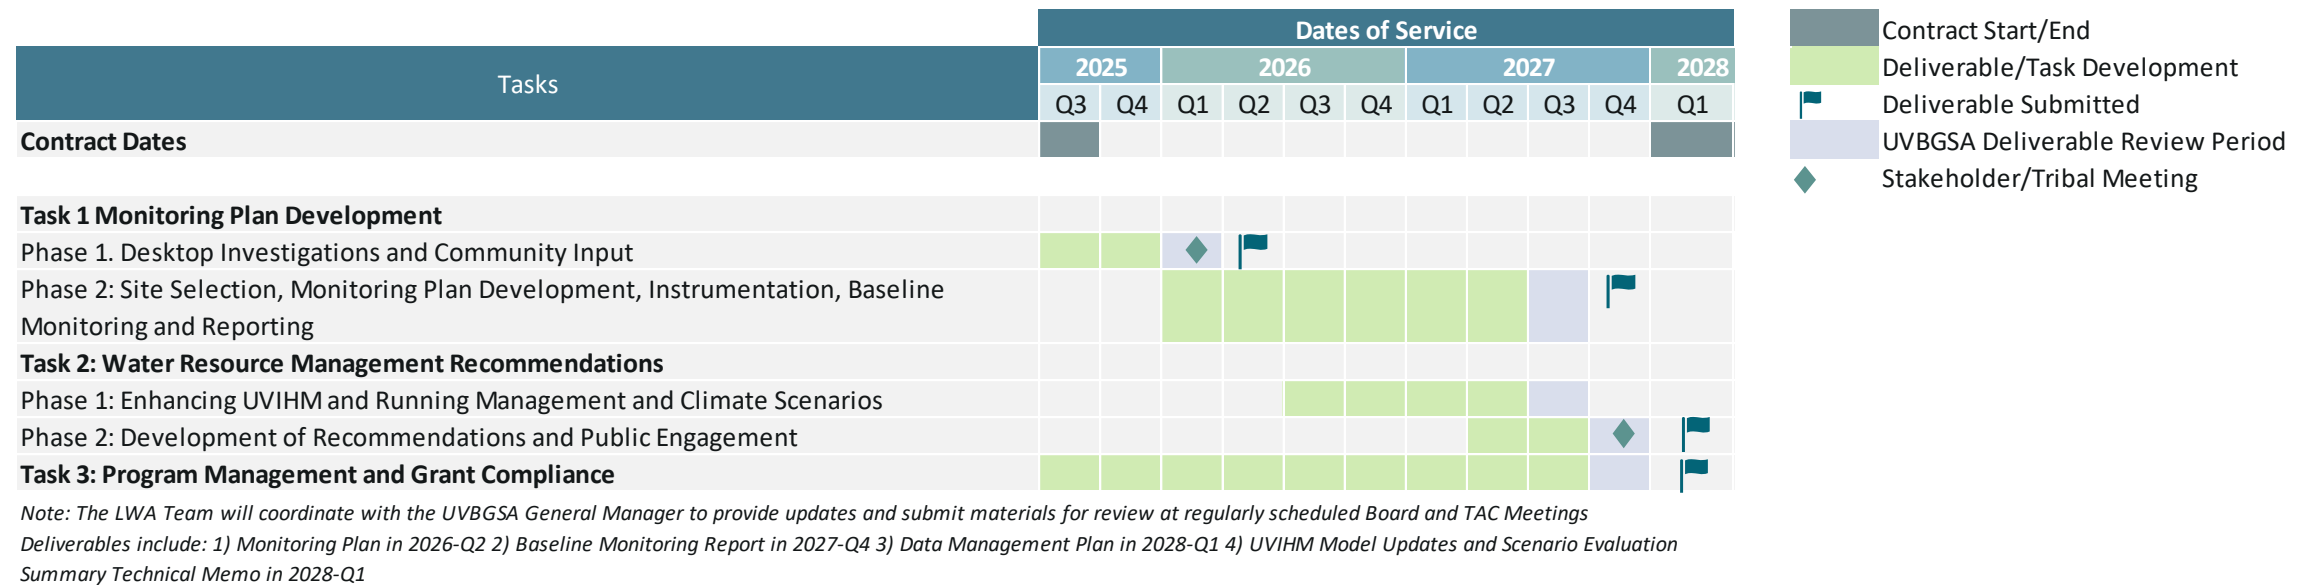 Dates of Service
Tasks
2025 2026 2027 2028
Q3 Q4 Q1 Q2 Q3 Q4 Q1 Q2 Q3 Q4 Q1
Contract Dates
Task 1 Monitoring Plan Development
Phase 1. Desktop Investigations and Community Input
Phase 2: Site Selection, Monitoring Plan Development, Instrumentation, Baseline
Monitoring and Reporting
Task 2: Water Resource Management Recommendations
Phase 1: Enhancing UVIHM and Running Management and Climate Scenarios
Phase 2: Development of Recommendations and Public Engagement
Task 3: Program Management and Grant Compliance
Note: The LWA Team will coordinate with the UVBGSA General Manager to provide updates and submit materials for review at regularly scheduled Board and TAC Meetings
Deliverables include: 1) Monitoring Plan in 2026-Q2 2) Baseline Monitoring Report in 2027-Q4 3) Data Management Plan in 2028-Q1 4) UVIHM Model Updates and Scenario Evaluation
Summary Technical Memo in 2028-Q1
Contract Start/End
Deliverable/Task Development
Deliverable Submitted
UVBGSA Deliverable Review Period
Stakeholder/Tribal Meeting